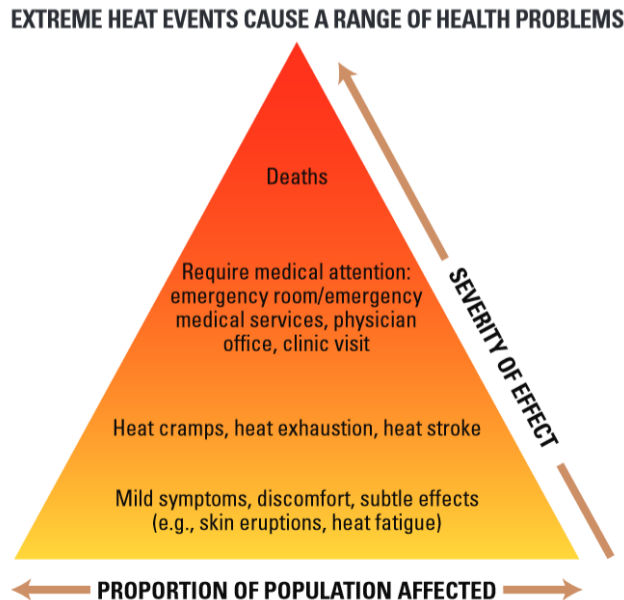 EXTREME HEAT EVENTS CAUSE A RANGE OF HEALTH PROBLEMS
Deaths
Require medical attention:
emergency room/emergency
medical services, physician
office, clinic visit
SEVERITY OF EFFECT
Heat cramps, heat exhaustion, heat stroke
Mild symptoms, discomfort, subtle effects
(e.g., skin eruptions, heat fatigue)
PROPORTION OF POPULATION AFFECTED